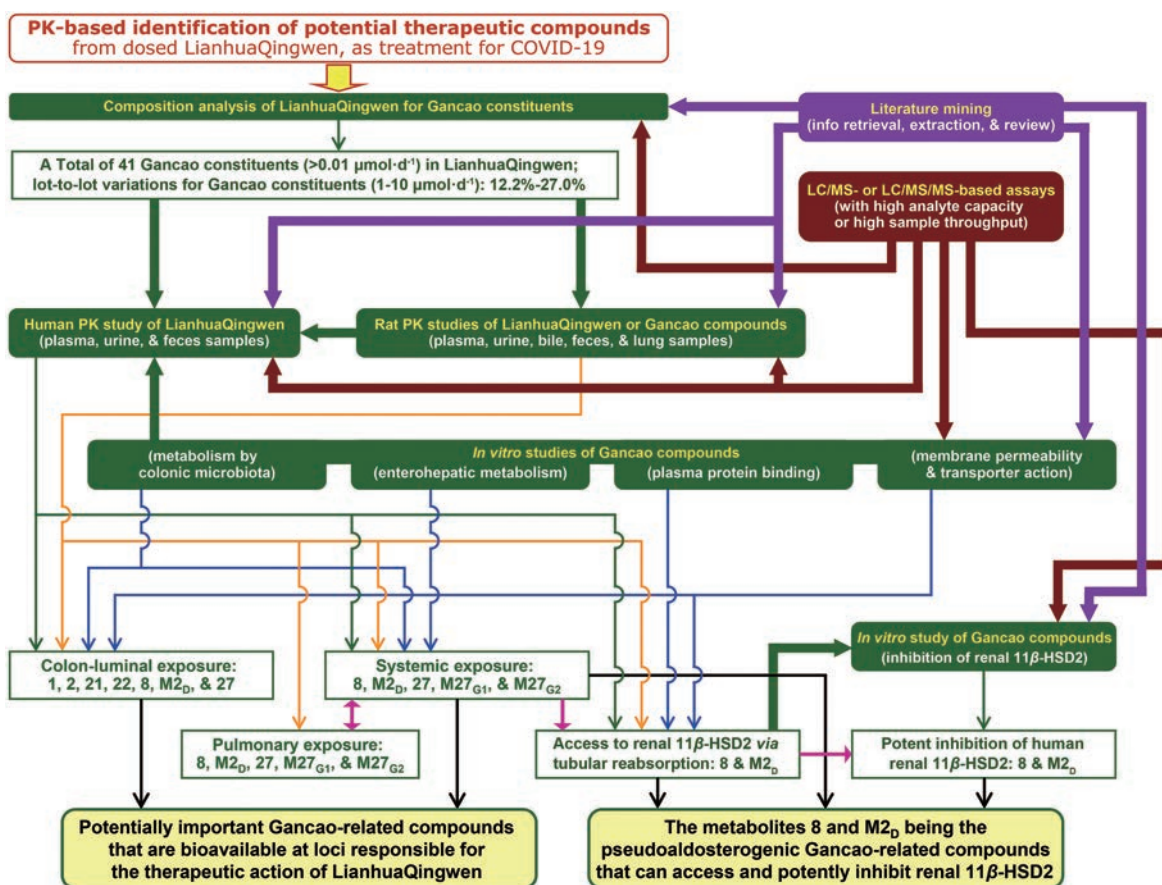 PK-based identification of potential therapeutic compounds
from dosed LianhuaQingwen, as treatment for COVID-19
Composition analysis of LianhuaQingwen for Gancao constituents
Literature mining
(info retrieval, extraction, & review)
A Total of 41 Gancao constituents (>0.01 μmol·d⁻¹) in LianhuaQingwen;
lot-to-lot variations for Gancao constituents (1-10 μmol·d⁻¹): 12.2%-27.0%
LC/MS- or LC/MS/MS-based assays
(with high analyte capacity
or high sample throughput)
Human PK study of LianhuaQingwen
(plasma, urine, & feces samples)
Rat PK studies of LianhuaQingwen or Gancao compounds
(plasma, urine, bile, feces, & lung samples)
In vitro studies of Gancao compounds
(metabolism by
colonic microbiota)
(enterohepatic metabolism)
(plasma protein binding)
(membrane permeability
& transporter action)
In vitro study of Gancao compounds
(inhibition of renal 11β-HSD2)
Colon-luminal exposure:
1, 2, 21, 22, 8, M2D, & 27
Systemic exposure:
8, M2D, 27, M27G1, & M27G2
Pulmonary exposure:
8, M2D, 27, M27G1, & M27G2
Access to renal 11β-HSD2 via
tubular reabsorption: 8 & M2D
Potent inhibition of human
renal 11β-HSD2: 8 & M2D
Potentially important Gancao-related compounds
that are bioavailable at loci responsible for
the therapeutic action of LianhuaQingwen
The metabolites 8 and M2D being the
pseudoaldosterogenic Gancao-related compounds
that can access and potently inhibit renal 11β-HSD2